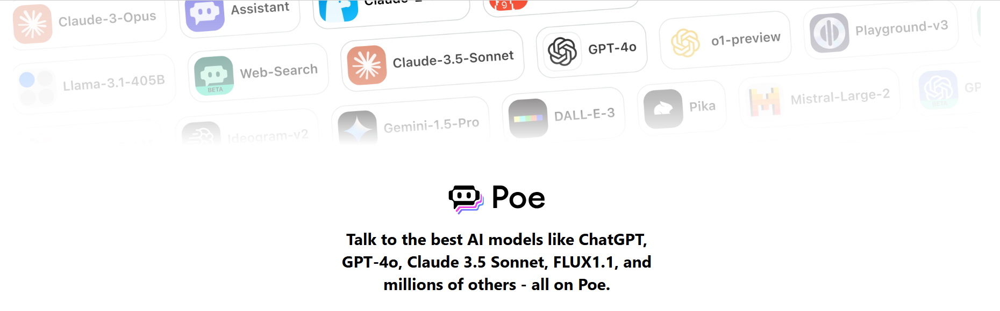 Claude-3-Opus
Assistant
9
Llama-3.1-405B
BETA
Web-Search
Claude-3.5-Sonnet
GPT-4o
o1-preview
Playground-v3
Ideogram-v2
Gemini-1.5-Pro
DALL-E-3
Pika
Mistral-Large-2
BETA
GP
Poe
Talk to the best AI models like ChatGPT,
GPT-4o, Claude 3.5 Sonnet, FLUX1.1, and
millions of others - all on Poe.